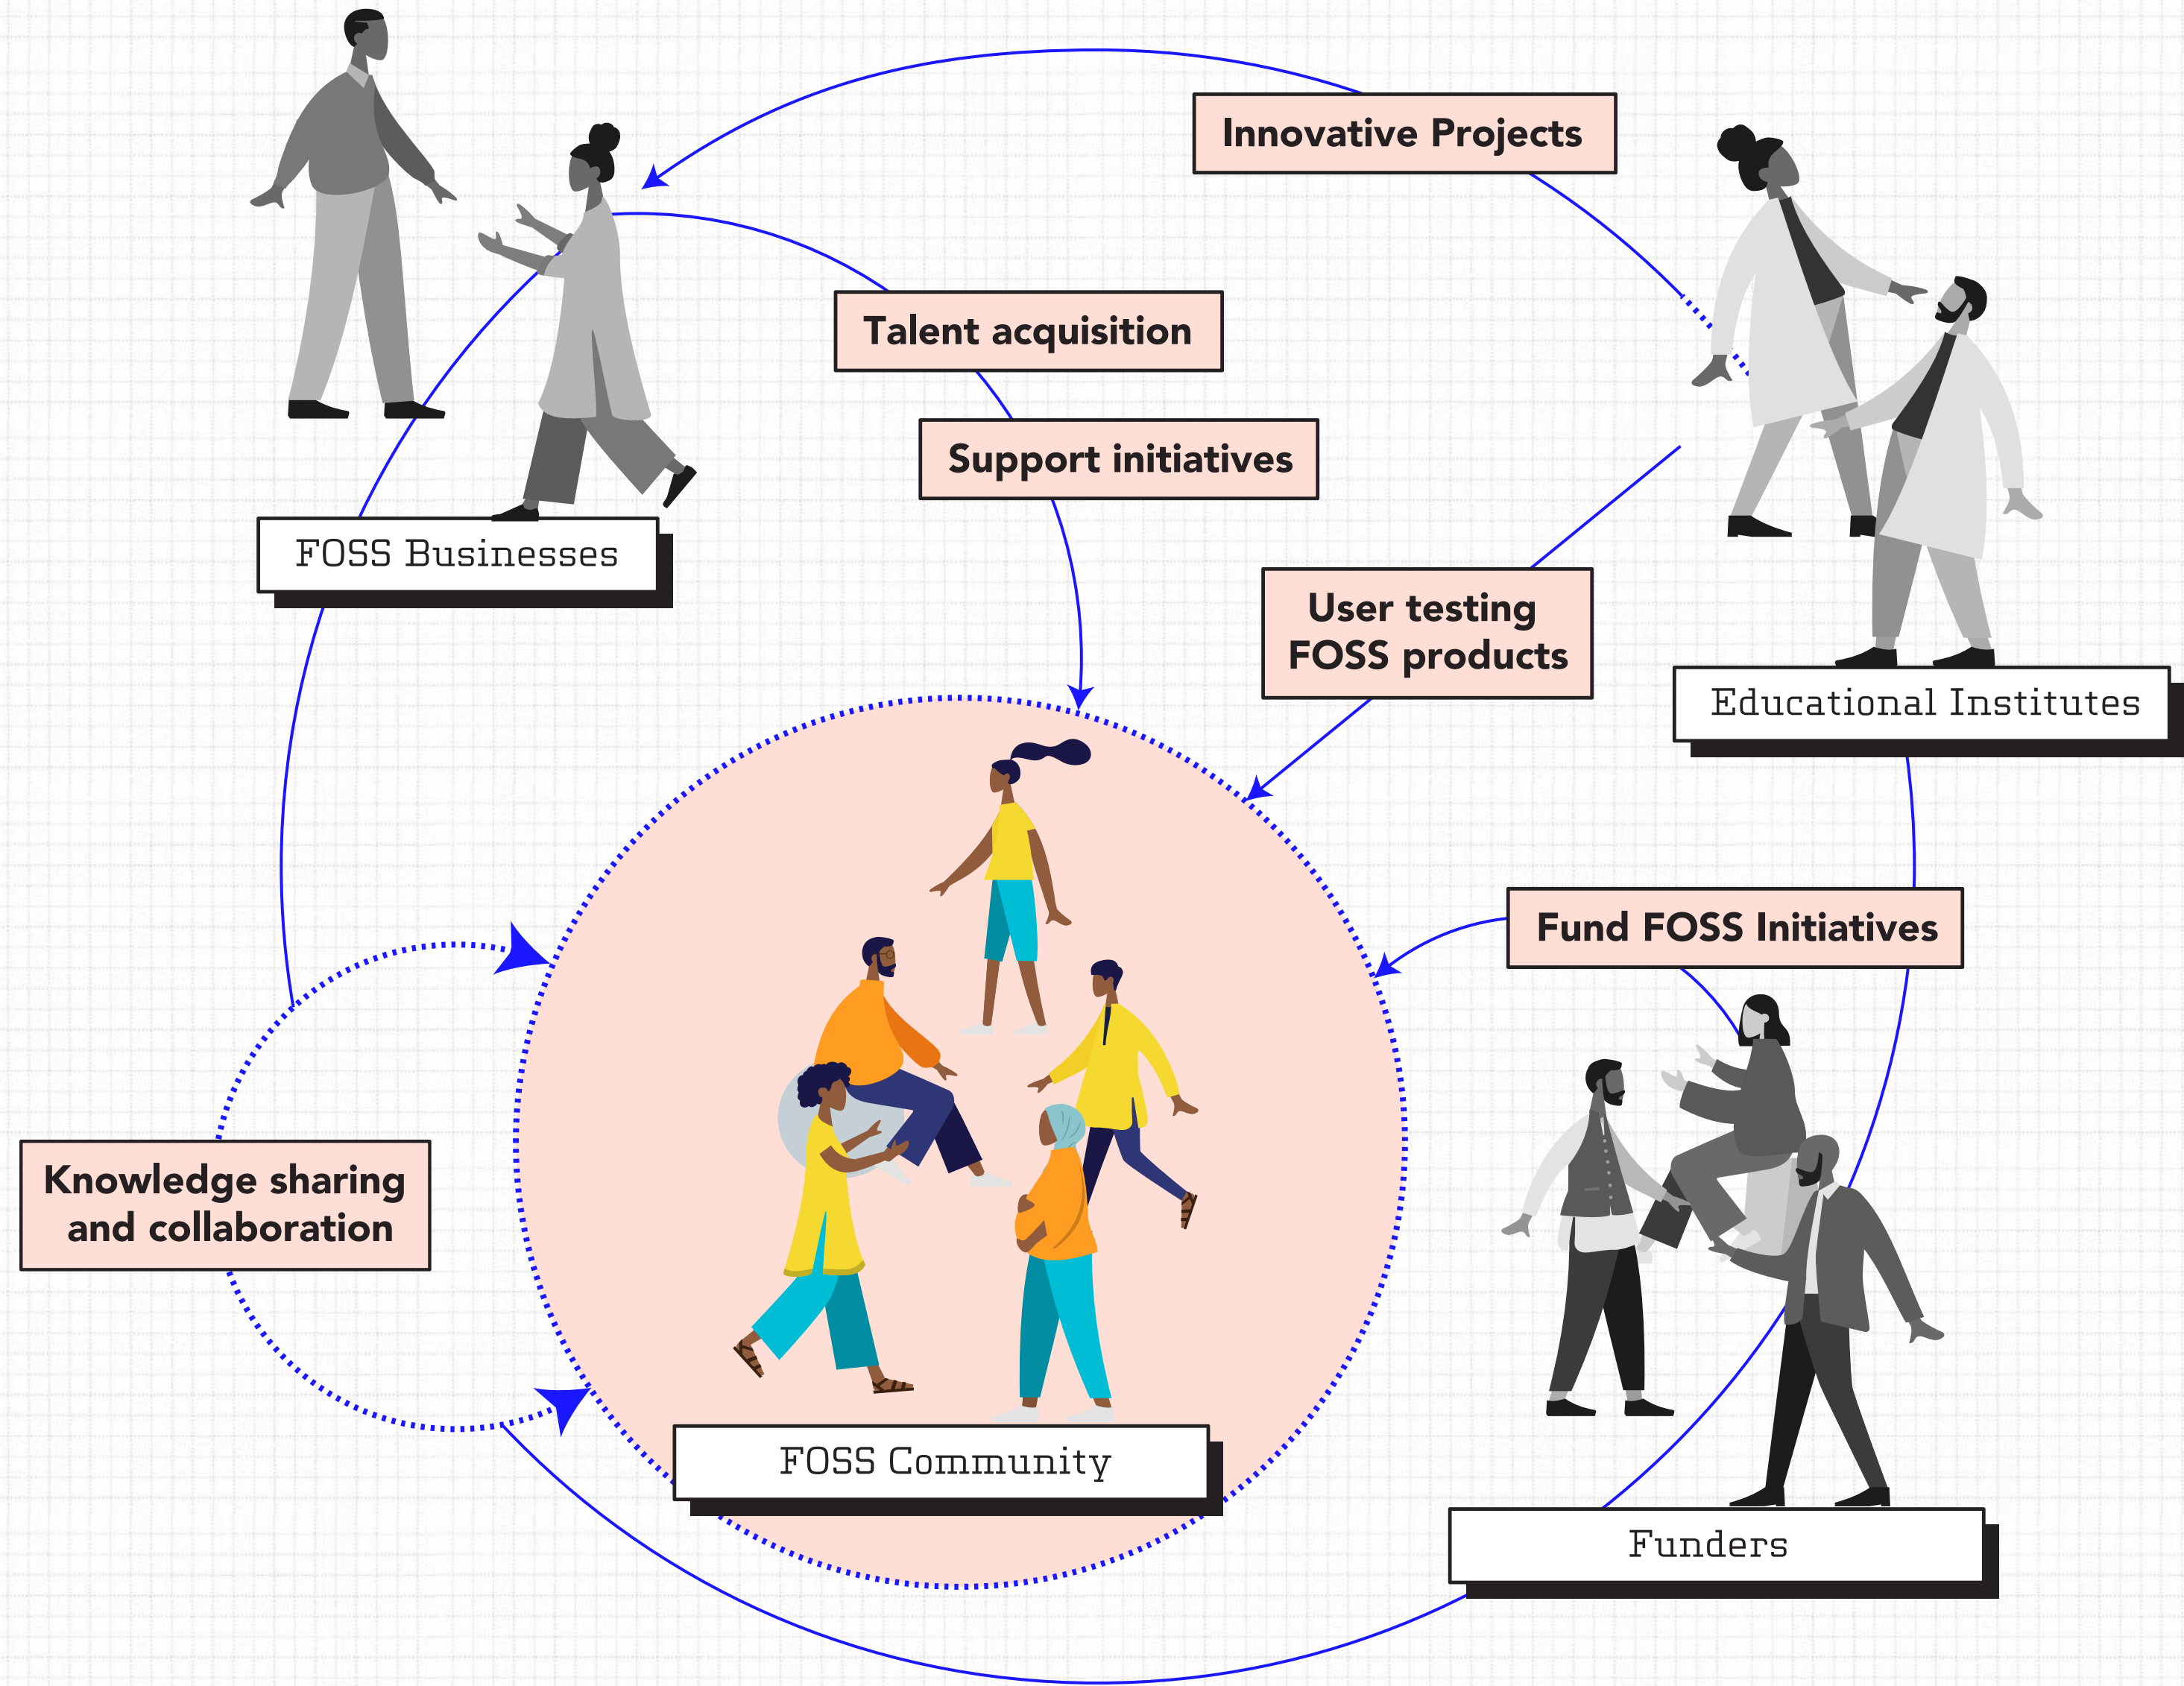 Innovative Projects
Talent acquisition
Support initiatives
FOSS Businesses
User testing
FOSS products
Educational Institutes
Fund FOSS Initiatives
Knowledge sharing
and collaboration
FOSS Community
Funders